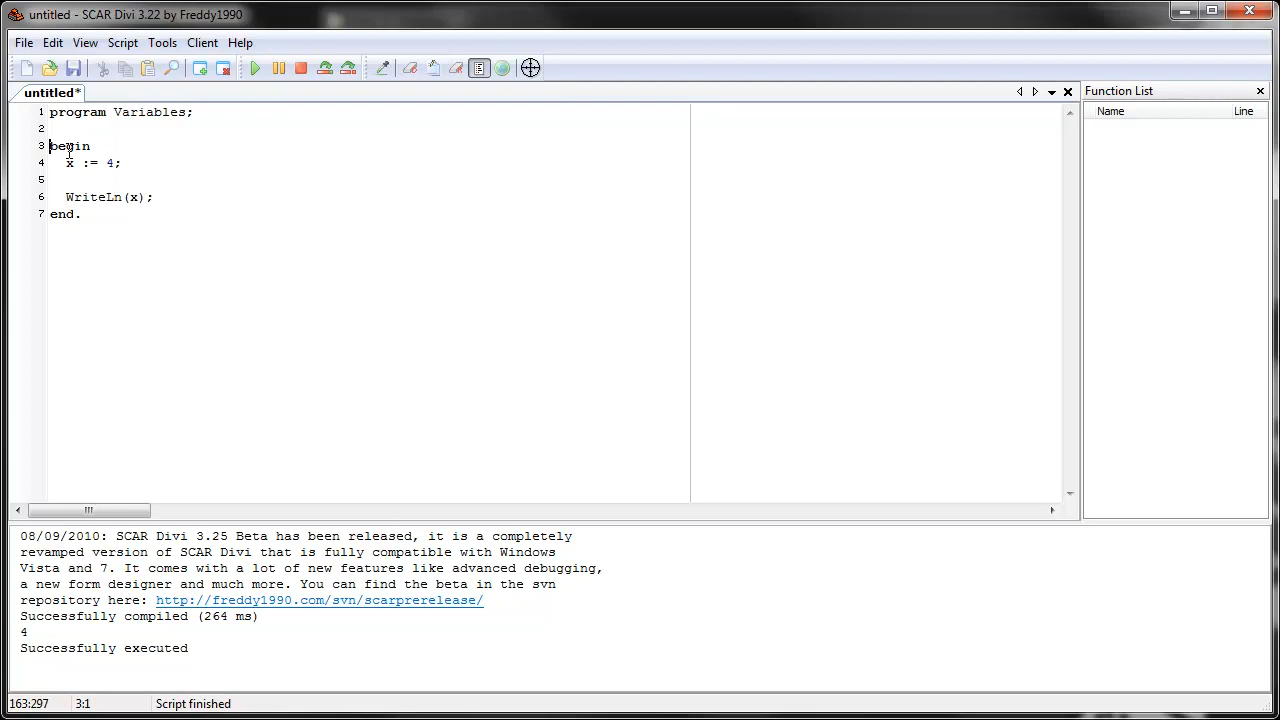 untitled - SCAR Divi 3.22 by Freddy1990
File Edit View Script Tools Client Help
untitled*
Function List
Name Line
1 program Variables;
2
3 begin
4 x := 4;
5
6 WriteLn(x);
7 end.
08/09/2010: SCAR Divi 3.25 Beta has been released, it is a completely
revamped version of SCAR Divi that is fully compatible with Windows
Vista and 7. It comes with a lot of new features like advanced debugging,
a new form designer and much more. You can find the beta in the svn
repository here: http://freddy1990.com/svn/scarprerelease/
Successfully compiled (264 ms)
4
Successfully executed
163:297 3:1 Script finished